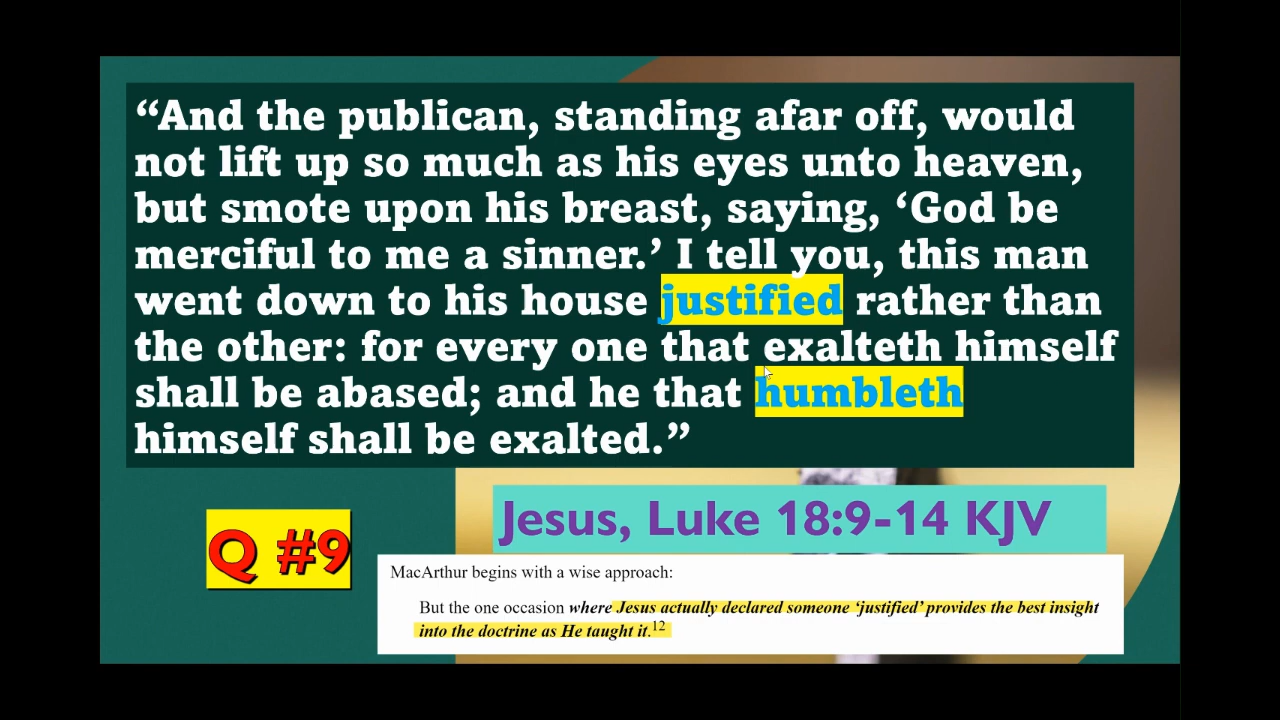 “And the publican, standing afar off, would
not lift up so much as his eyes unto heaven,
but smote upon his breast, saying, ‘God be
merciful to me a sinner.’ I tell you, this man
went down to his house justified rather than
the other: for every one that exalteth himself
shall be abased; and he that humbleth
himself shall be exalted.”
Jesus, Luke 18:9-14 KJV
Q #9
MacArthur begins with a wise approach:
But the one occasion where Jesus actually declared someone ‘justified’ provides the best insight
into the doctrine as He taught it.12